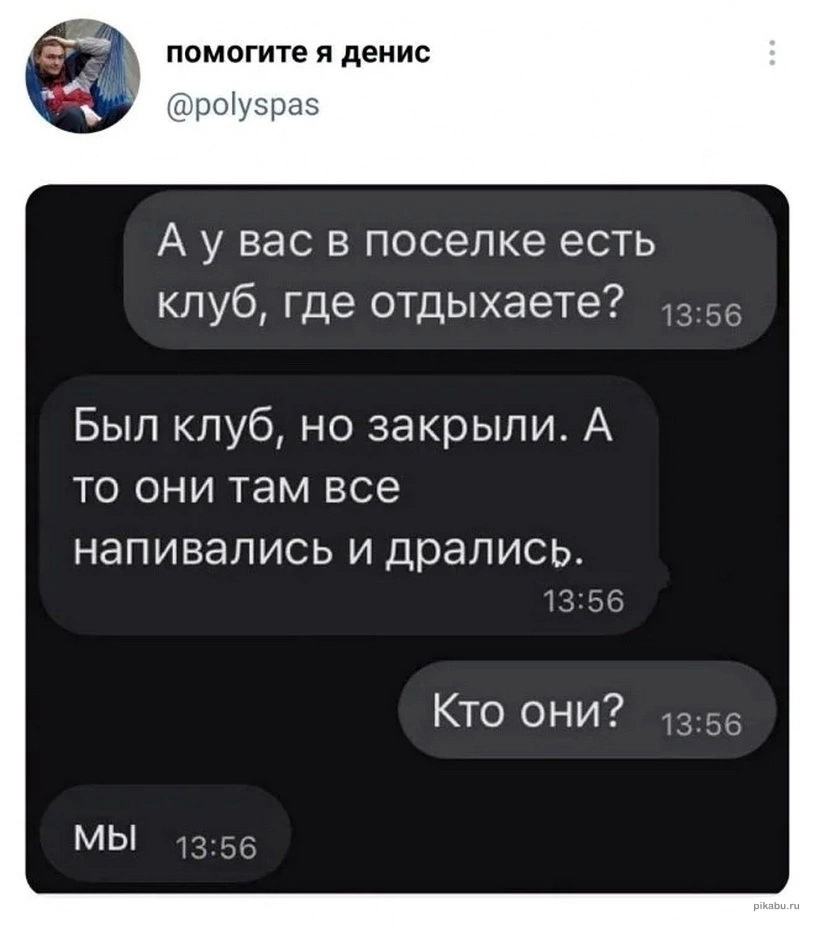 помогите я денис
@polyspas
А у вас в поселке есть
клуб, где отдыхаете? 13:56
Был клуб, но закрыли. А
то они там все
напивались и дрались.
13:56
Кто они? 13:56
мы 13:56
pikabu.ru